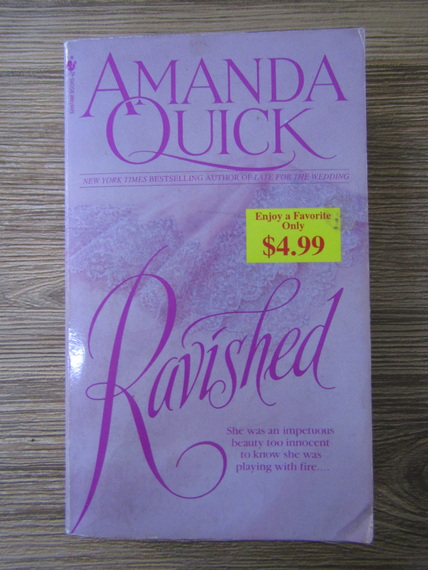 AMANDA
QUICK
NEW YORK TIMES BESTSELLING AUTHOR OF LATE FOR THE WEDDING
Enjoy a Favorite
Only
$4.99
Ravished
She was an impetuous
beauty too innocent
to know she was
playing with fire....